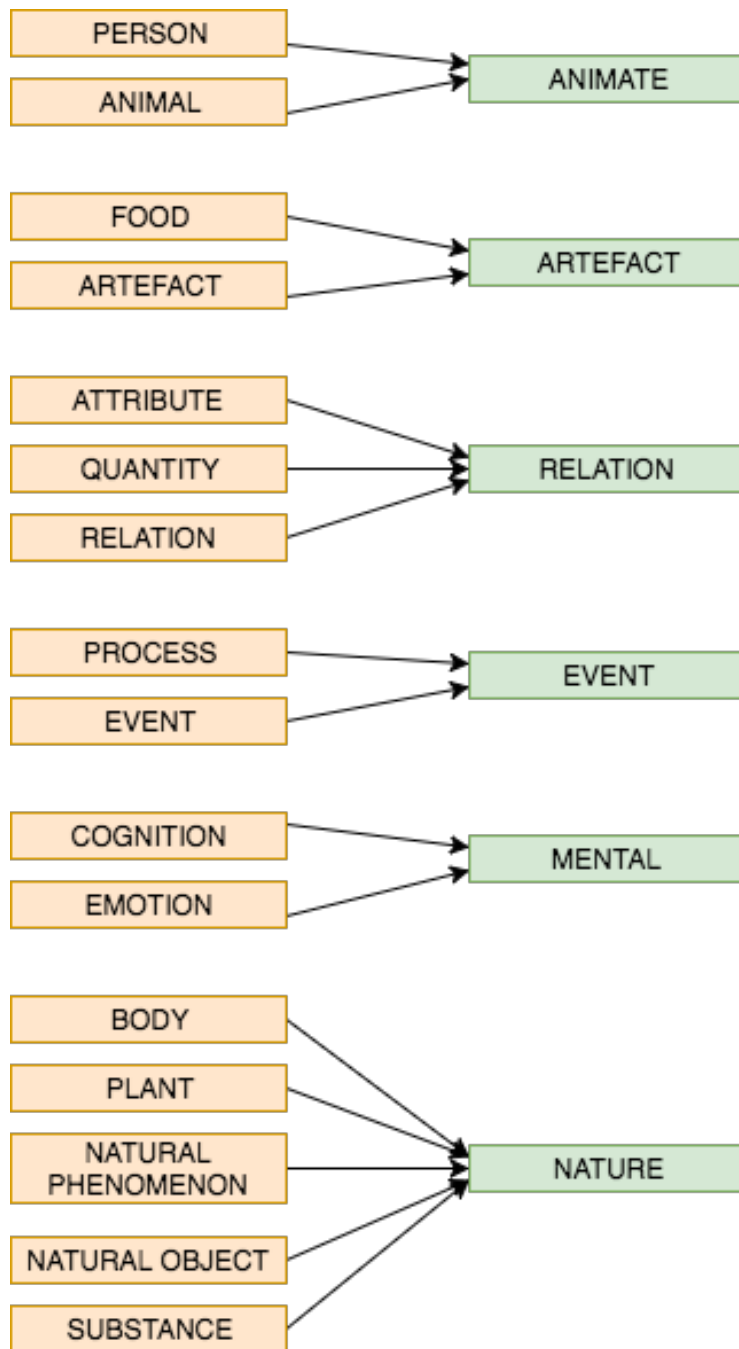 PERSON
ANIMAL
ANIMATE
FOOD
ARTEFACT
ARTEFACT
ATTRIBUTE
QUANTITY
RELATION
RELATION
PROCESS
EVENT
EVENT
COGNITION
EMOTION
MENTAL
BODY
PLANT
NATURAL
PHENOMENON
NATURAL OBJECT
SUBSTANCE
NATURE